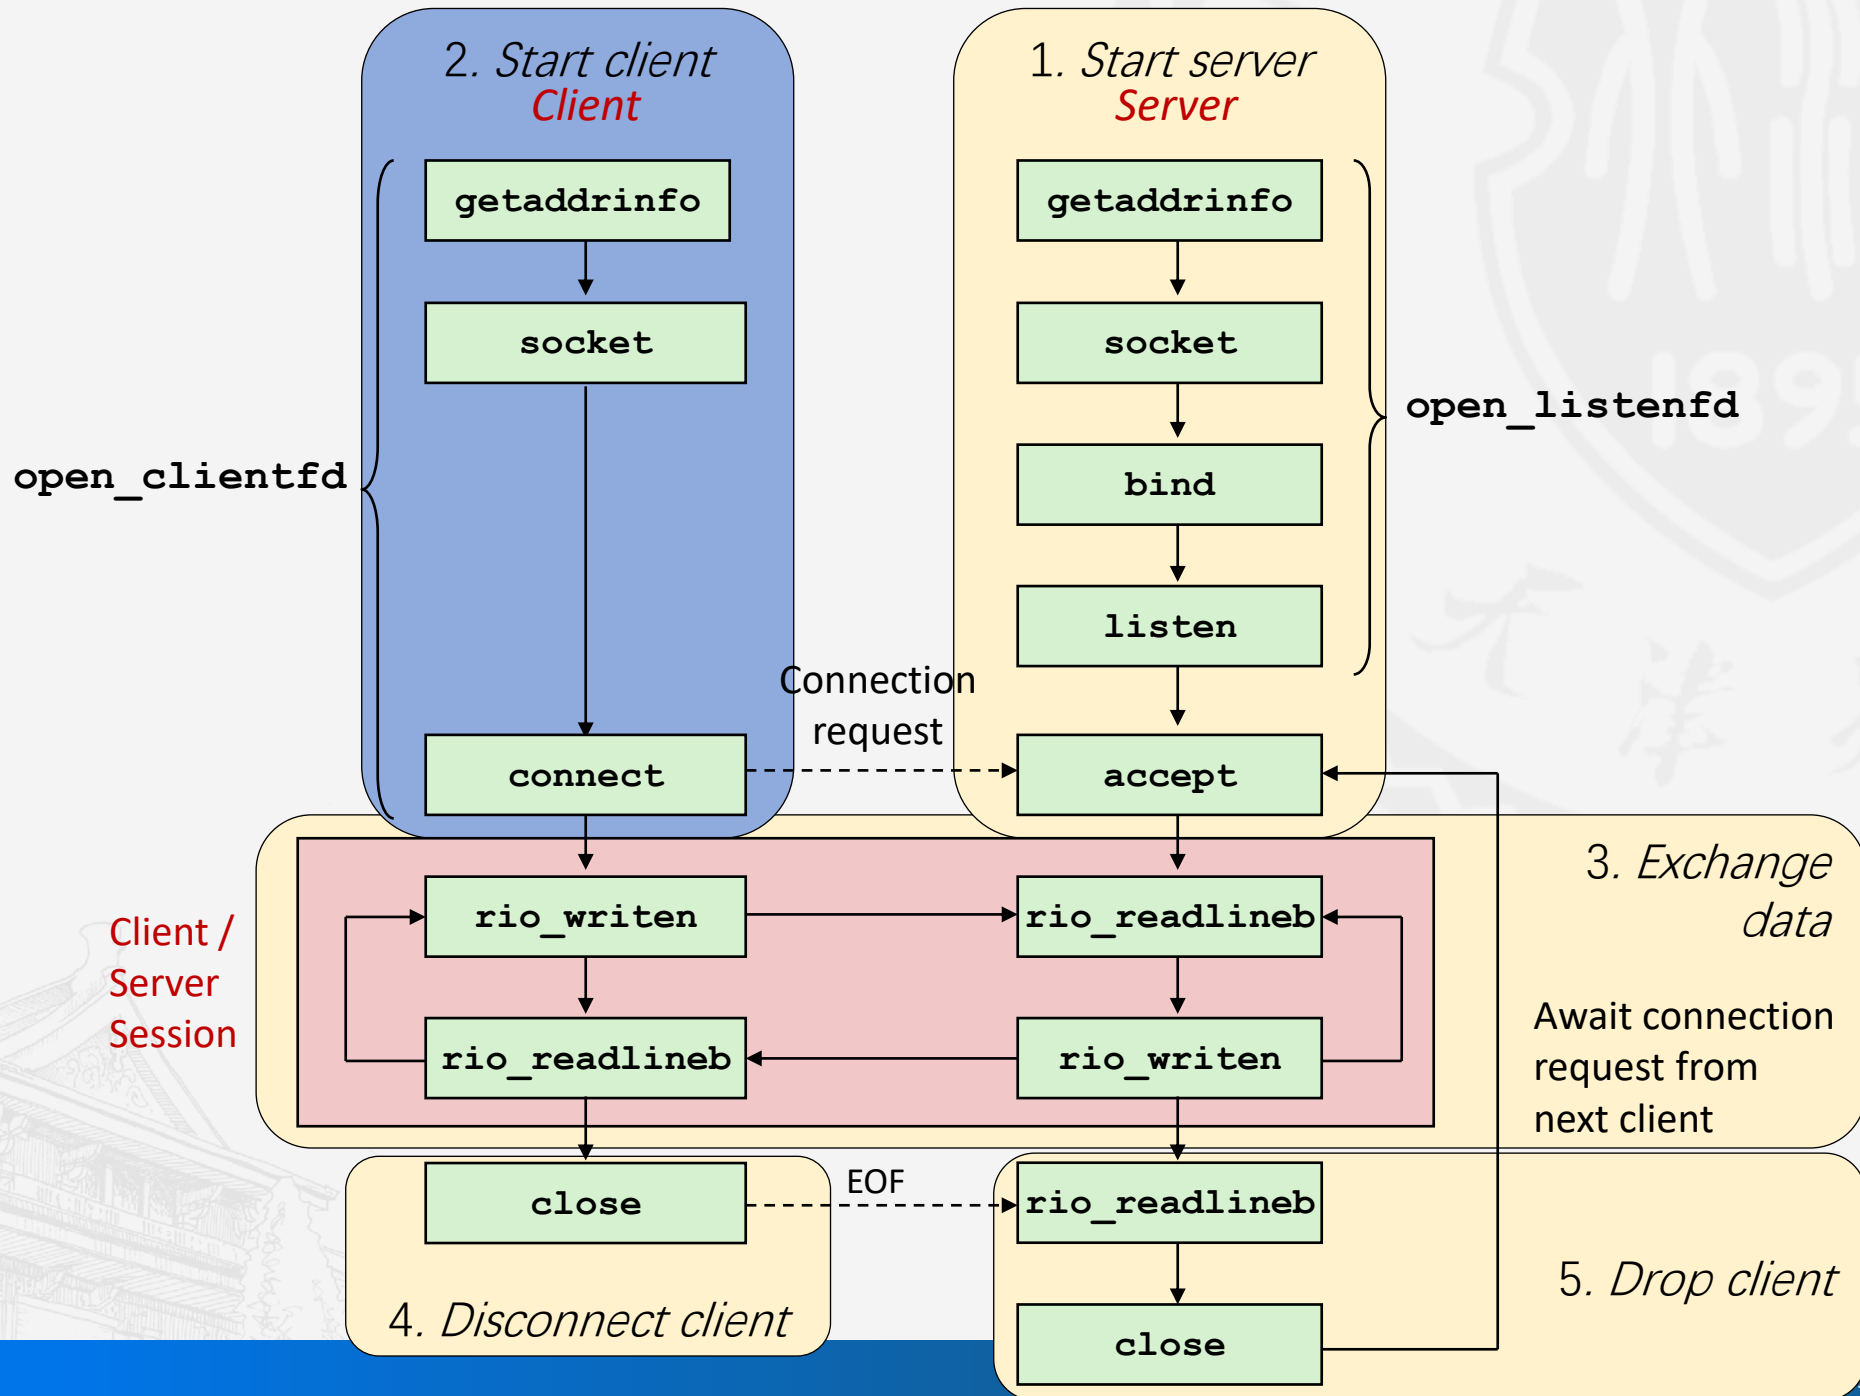 2. Start client
Client
1. Start server
Server
getaddrinfo
getaddrinfo
socket
socket
open_listenfd
open_clientfd
bind
listen
Connection
request
connect
accept
3. Exchange
data
rio_writen
rio_readlineb
Client /
Server
Session
rio_readlineb
rio_writen
Await connection
request from
next client
close
EOF
rio_readlineb
4. Disconnect client
5. Drop client
close
1895